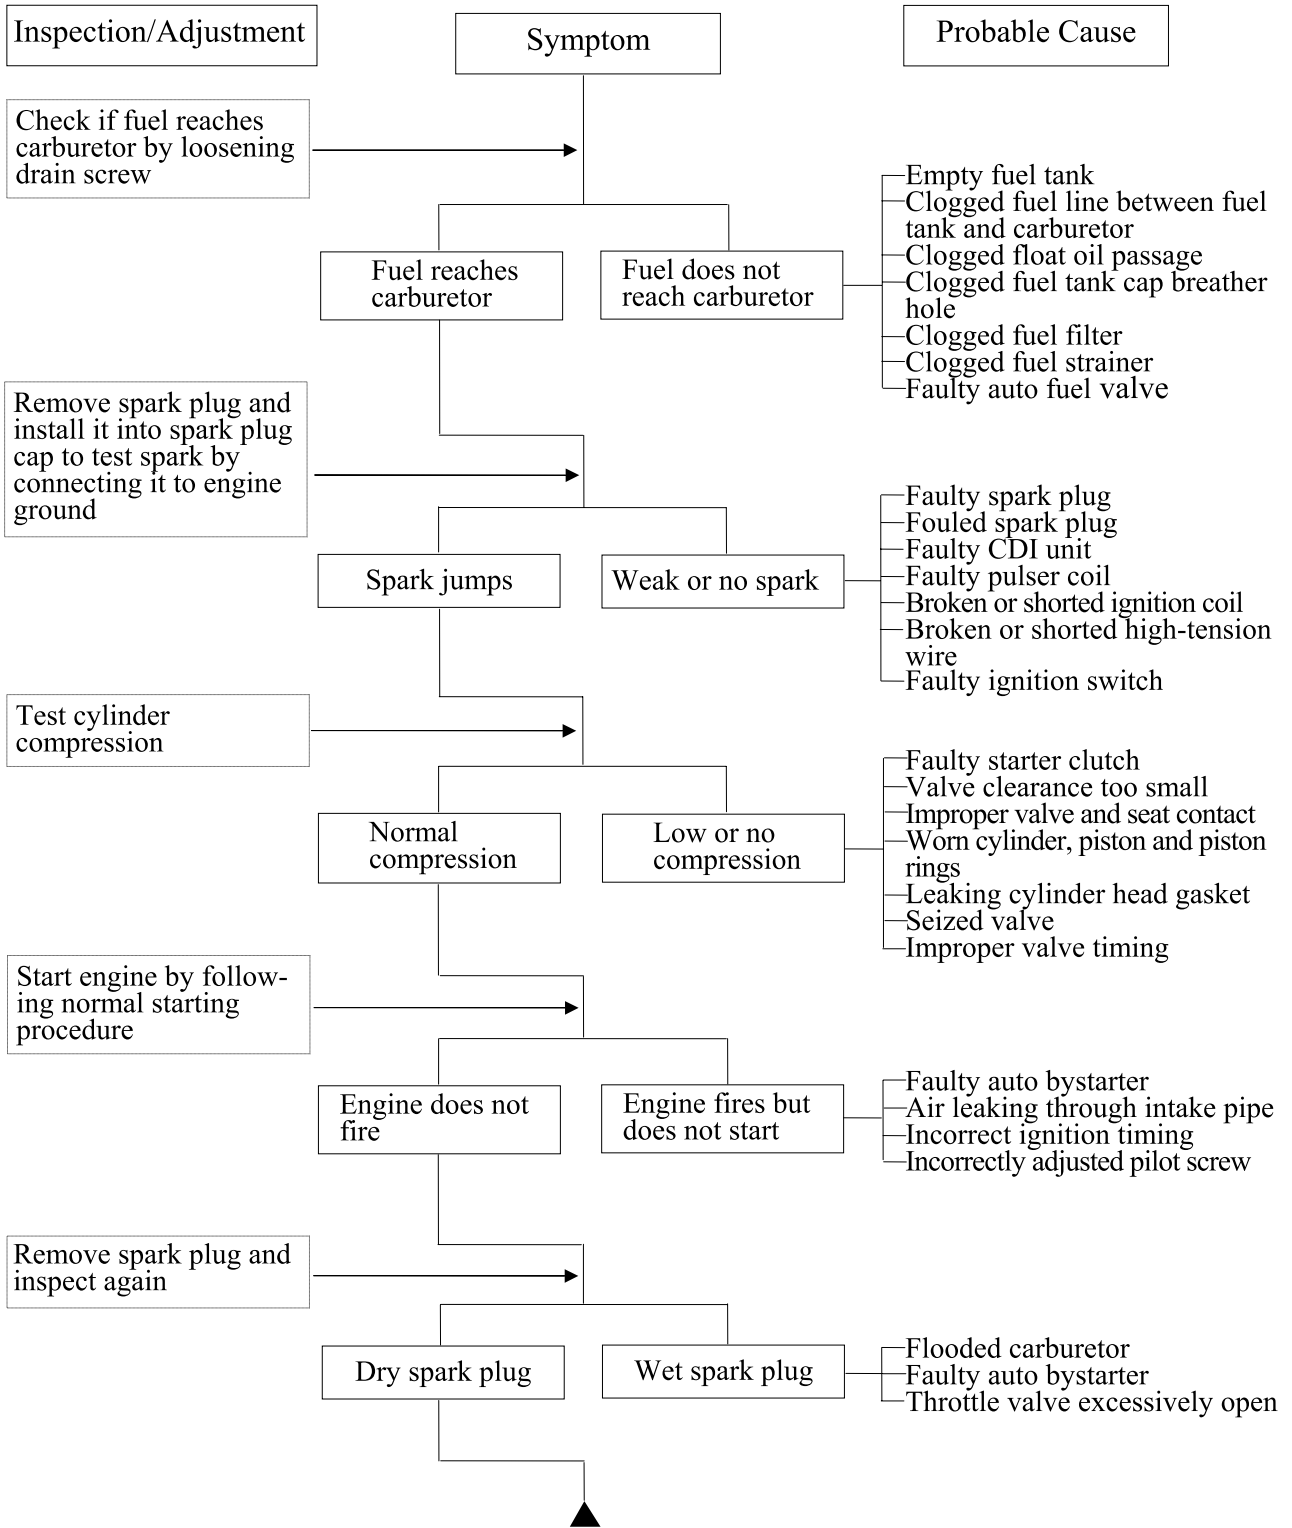 Inspection/Adjustment
Symptom
Probable Cause
Check if fuel reaches
carburetor by loosening
drain screw
Fuel reaches
carburetor
Fuel does not
reach carburetor
Empty fuel tank
Clogged fuel line between fuel
tank and carburetor
Clogged float oil passage
Clogged fuel tank cap breather
hole
Clogged fuel filter
Clogged fuel strainer
Faulty auto fuel valve
Remove spark plug and
install it into spark plug
cap to test spark by
connecting it to engine
ground
Spark jumps
Weak or no spark
Faulty spark plug
Fouled spark plug
Faulty CDI unit
Faulty pulser coil
Broken or shorted ignition coil
Broken or shorted high-tension
wire
Faulty ignition switch
Test cylinder
compression
Normal
compression
Low or no
compression
Faulty starter clutch
Valve clearance too small
Improper valve and seat contact
Worn cylinder, piston and piston
rings
Leaking cylinder head gasket
Seized valve
Improper valve timing
Start engine by follow-
ing normal starting
procedure
Engine does not
fire
Engine fires but
does not start
Faulty auto bystarter
Air leaking through intake pipe
Incorrect ignition timing
Incorrectly adjusted pilot screw
Remove spark plug and
inspect again
Dry spark plug
Wet spark plug
Flooded carburetor
Faulty auto bystarter
Throttle valve excessively open